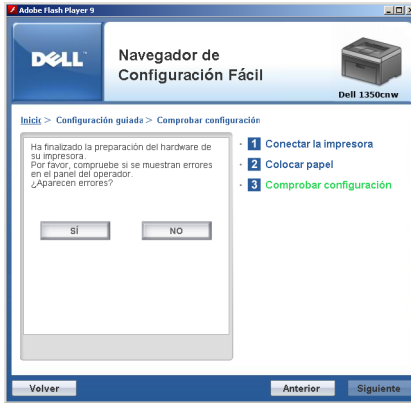 Adobe Flash Player 9
DELL™
Navegador de
Configuración Fácil
Dell 1350cnw
Inicio > Configuración guiada > Comprobar configuración
Ha finalizado la preparación del hardware de
su impresora.
Por favor, compruebe si se muestran errores
en el panel del operador.
¿Aparecen errores?
SÍ
NO
1 Conectar la impresora
2 Colocar papel
3 Comprobar configuración
Volver
Anterior
Siguiente